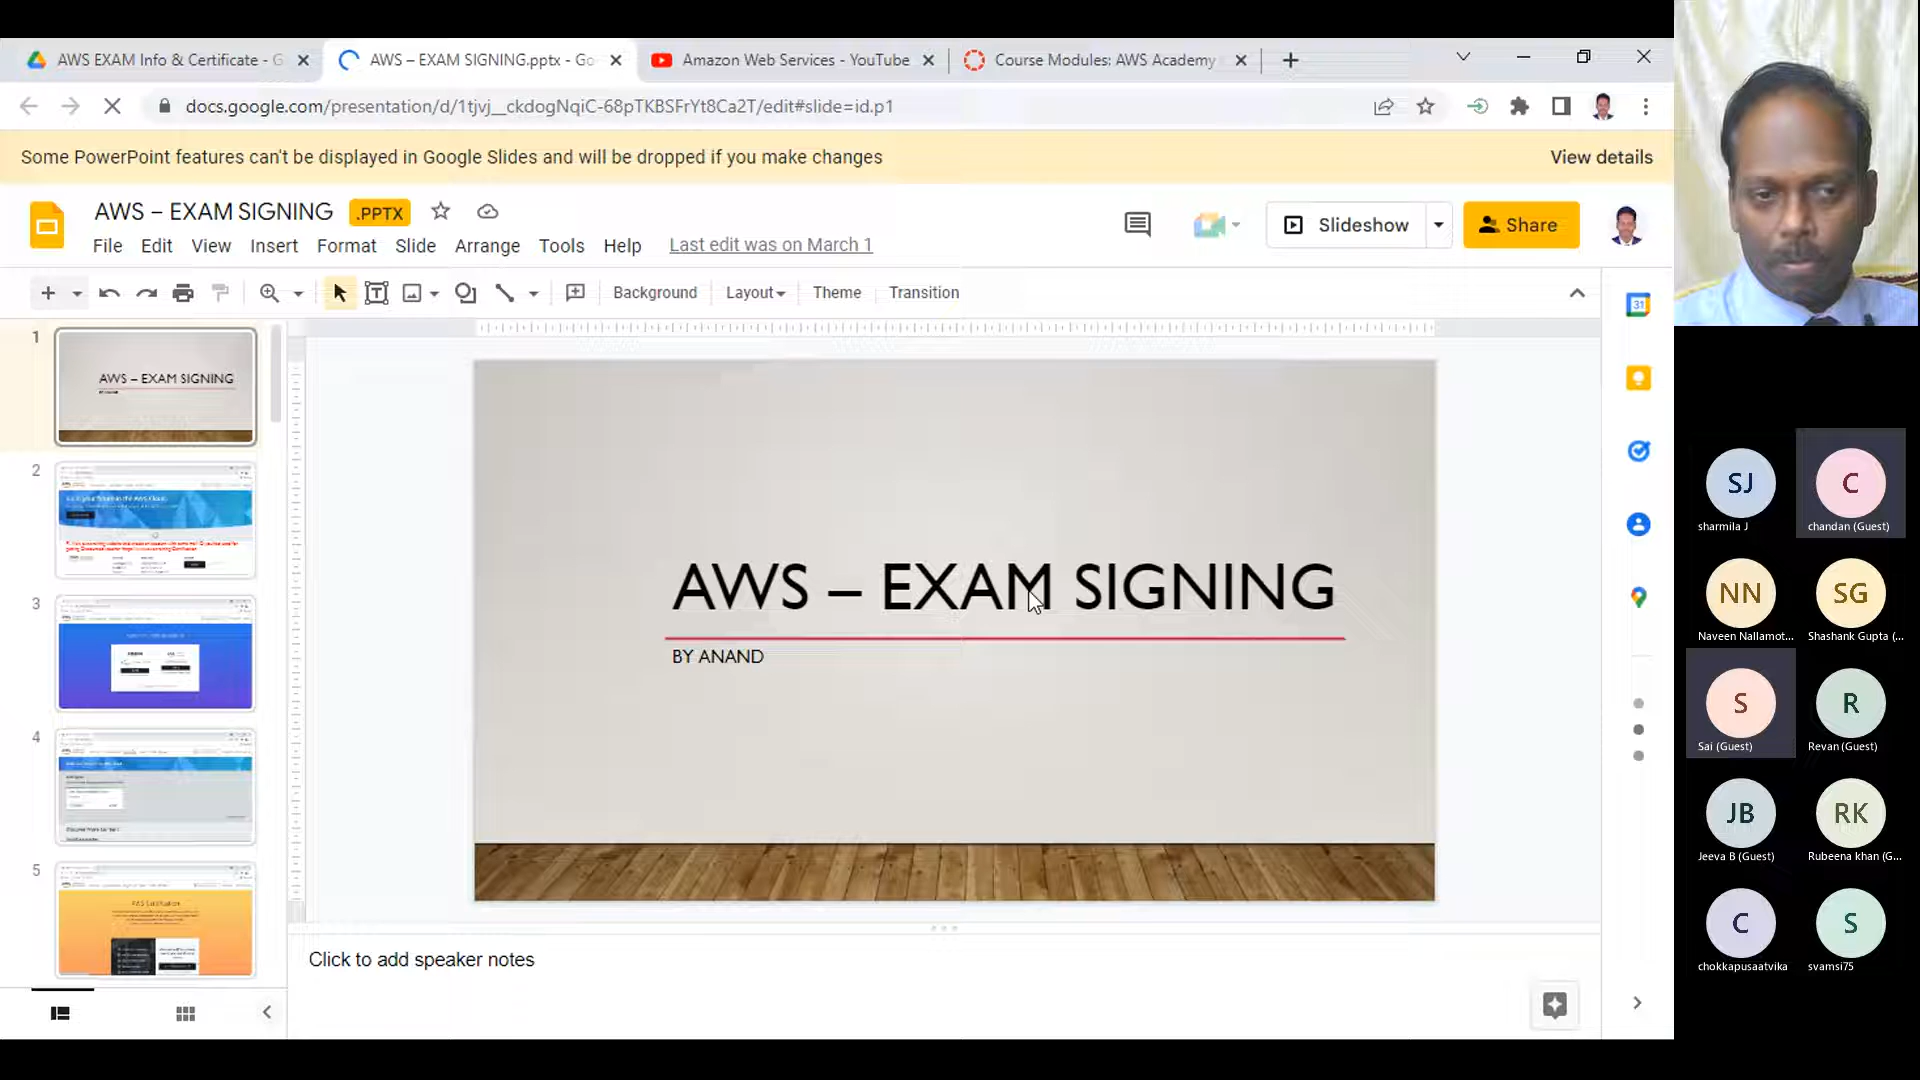 AWS EXAM Info & Certificate - G
AWS – EXAM SIGNING.pptx - Go
Amazon Web Services - YouTube
Course Modules: AWS Academy
docs.google.com/presentation/d/1tjvj__ckdogNqiC-68pTKBSFrYt8Ca2T/edit#slide=id.p1
Some PowerPoint features can't be displayed in Google Slides and will be dropped if you make changes
View details
AWS – EXAM SIGNING
.PPTX
Slideshow
Share
File Edit View Insert Format Slide Arrange Tools Help Last edit was on March 1
Background Layout Theme Transition
31
1
AWS – EXAM SIGNING
BY ANAND
2
3
4
5
AWS – EXAM SIGNING
BY ANAND
Click to add speaker notes
SJ
sharmila J
C
chandan (Guest)
NN
Naveen Nallamot...
SG
Shashank Gupta (...
S
Sai (Guest)
R
Revan (Guest)
JB
Jeeva B (Guest)
RK
Rubeena khan (G...
C
chokkapusaatvika
S
svamsi75